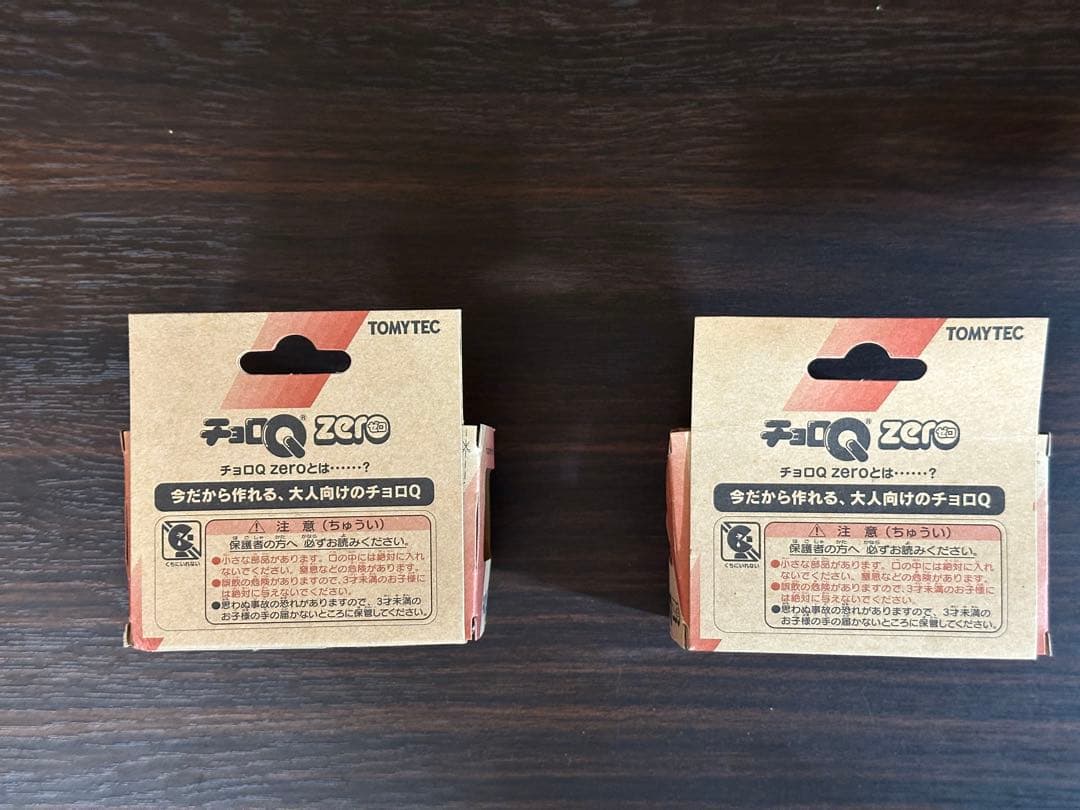 TOMYTEC
チョロQ® zero ゼロ
チョロQ zeroとは……?
今だから作れる、大人向けのチョロQ
くちにいれない
⚠ 注 意(ちゅうい)
保護者の方へ 必ずお読みください。
●小さな部品があります。口の中には絶対に入れ
ないでください。窒息などの危険があります。
●誤飲の危険がありますので、3才未満のお子様に
は絶対に与えないでください。
●思わぬ事故の恐れがありますので、3才未満の
お子様の手の届かないところに保管してください。
TOMYTEC
チョロQ® zero ゼロ
チョロQ zeroとは……?
今だから作れる、大人向けのチョロQ
くちにいれない
⚠ 注 意(ちゅうい)
保護者の方へ 必ずお読みください。
●小さな部品があります。口の中には絶対に入れ
ないでください。窒息などの危険があります。
●誤飲の危険がありますので、3才未満のお子様に
は絶対に与えないでください。
●思わぬ事故の恐れがありますので、3才未満の
お子様の手の届かないところに保管してください。